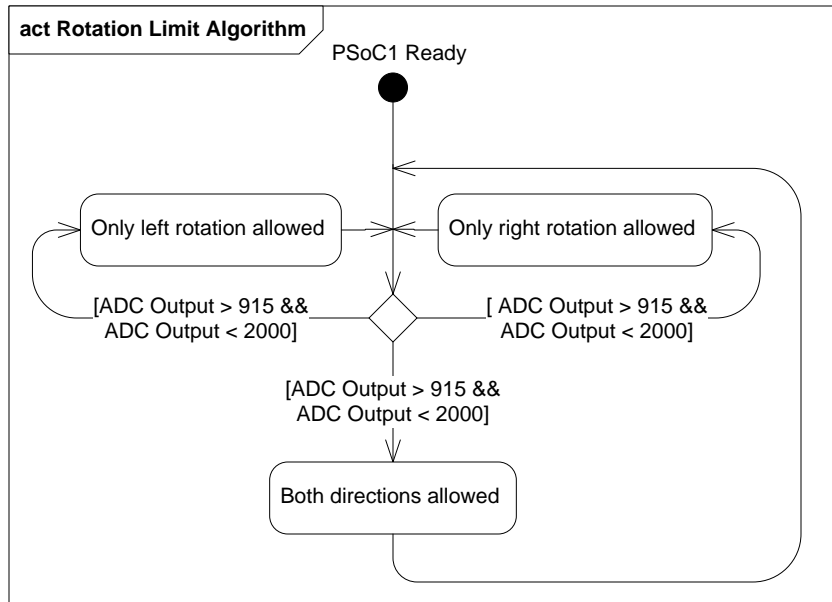 act Rotation Limit Algorithm
PSoC1 Ready
Only left rotation allowed
Only right rotation allowed
[ADC Output > 915 &&
ADC Output < 2000]
[ ADC Output > 915 &&
ADC Output < 2000]
[ADC Output > 915 &&
ADC Output < 2000]
Both directions allowed